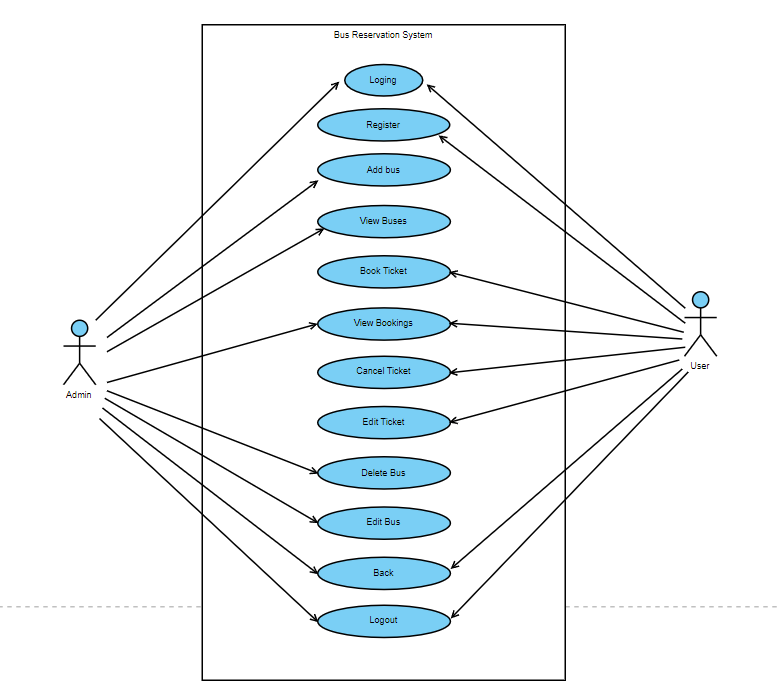 Bus Reservation System
Loging
Register
Add bus
View Buses
Book Ticket
View Bookings
Cancel Ticket
Edit Ticket
Delete Bus
Edit Bus
Back
Logout
Admin
User